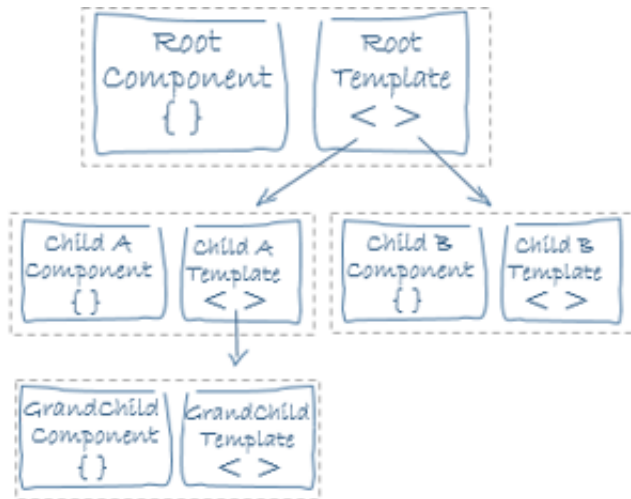 Root
Component
{ }
Root
Template
< >
Child A
Component
{ }
Child A
Template
< >
Child B
Component
{ }
Child B
Template
< >
GrandChild
Component
{ }
GrandChild
Template
< >